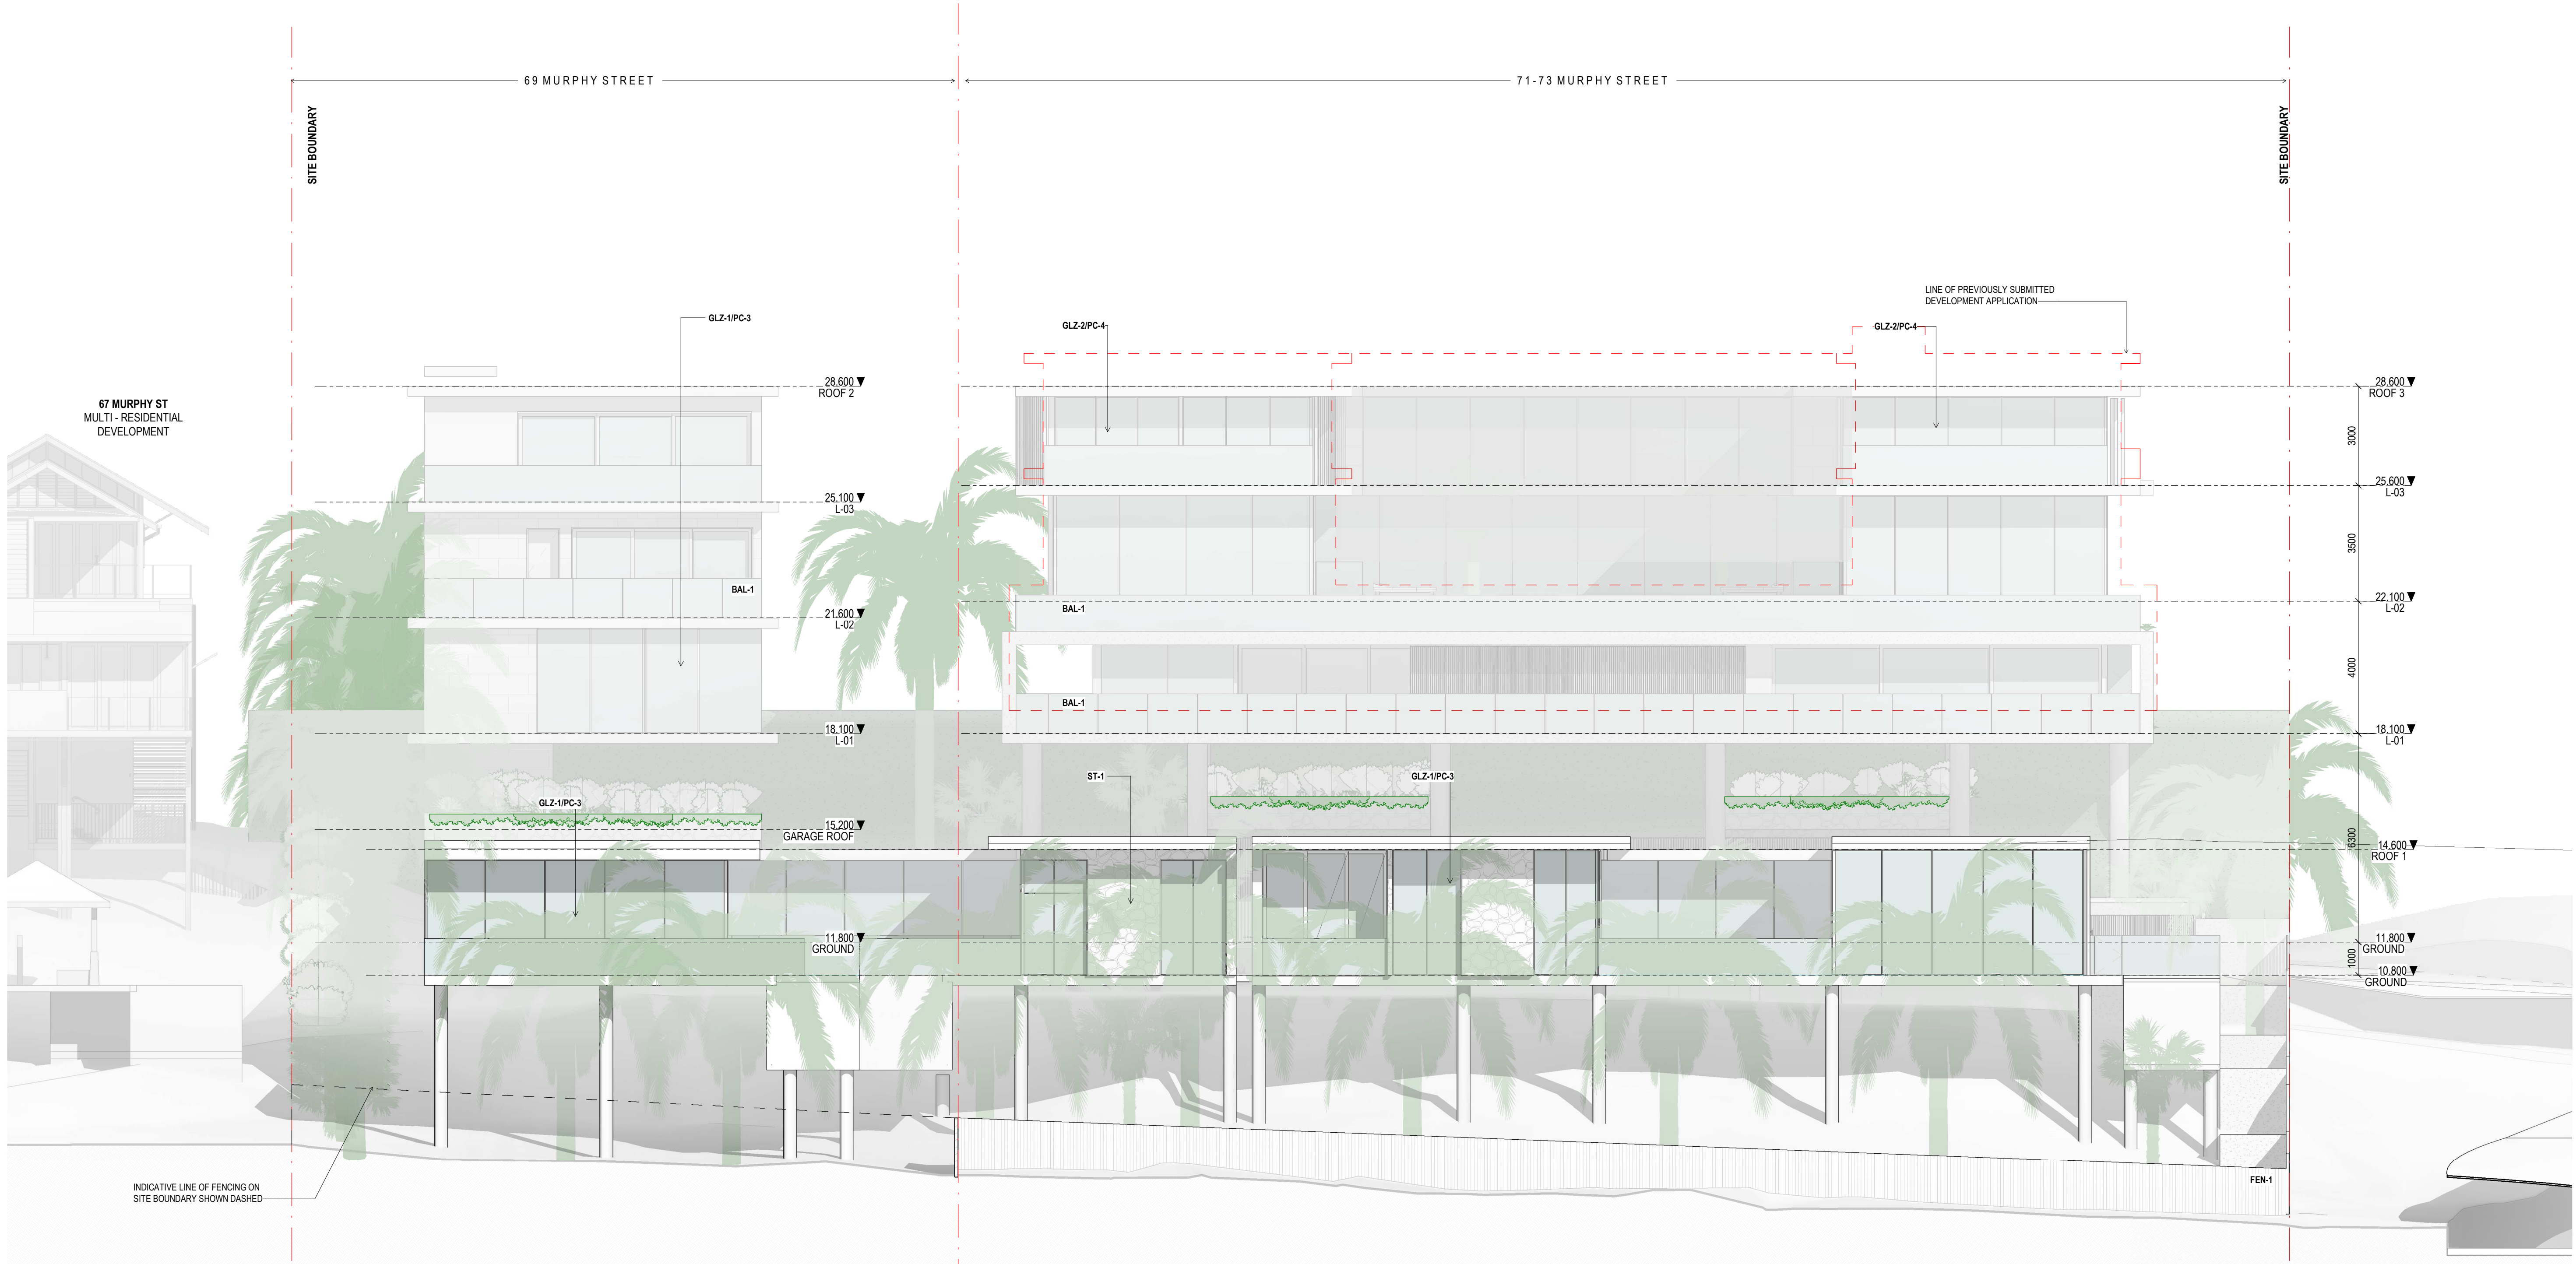 69 MURPHY STREET
71-73 MURPHY STREET
SITE BOUNDARY
SITE BOUNDARY
LINE OF PREVIOUSLY SUBMITTED
DEVELOPMENT APPLICATION
GLZ-1/PC-3
GLZ-2/PC-4
GLZ-2/PC-4
67 MURPHY ST
MULTI - RESIDENTIAL
DEVELOPMENT
28,600
ROOF 2
28,600
ROOF 3
3000
25,100
L-03
25,600
L-03
3500
BAL-1
21,600
L-02
BAL-1
22,100
L-02
4000
BAL-1
18,100
L-01
18,100
L-01
ST-1
GLZ-1/PC-3
GLZ-1/PC-3
15,200
GARAGE ROOF
6300
14,600
ROOF 1
11,800
GROUND
11,800
GROUND
1000
10,800
GROUND
INDICATIVE LINE OF FENCING ON
SITE BOUNDARY SHOWN DASHED
FEN-1